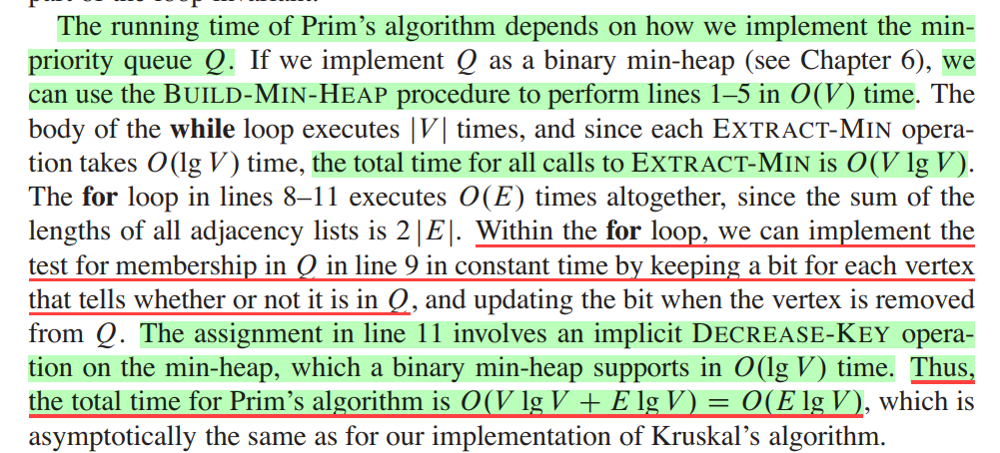 The running time of Prim's algorithm depends on how we implement the min-
priority queue Q. If we implement Q as a binary min-heap (see Chapter 6), we
can use the BUILD-MIN-HEAP procedure to perform lines 1–5 in O(V) time. The
body of the while loop executes |V| times, and since each EXTRACT-MIN opera-
tion takes O(lg V) time, the total time for all calls to EXTRACT-MIN is O(V lg V).
The for loop in lines 8–11 executes O(E) times altogether, since the sum of the
lengths of all adjacency lists is 2 |E|. Within the for loop, we can implement the
test for membership in Q in line 9 in constant time by keeping a bit for each vertex
that tells whether or not it is in Q, and updating the bit when the vertex is removed
from Q. The assignment in line 11 involves an implicit DECREASE-KEY opera-
tion on the min-heap, which a binary min-heap supports in O(lg V) time. Thus,
the total time for Prim's algorithm is O(V lg V + E lg V) = O(E lg V), which is
asymptotically the same as for our implementation of Kruskal's algorithm.